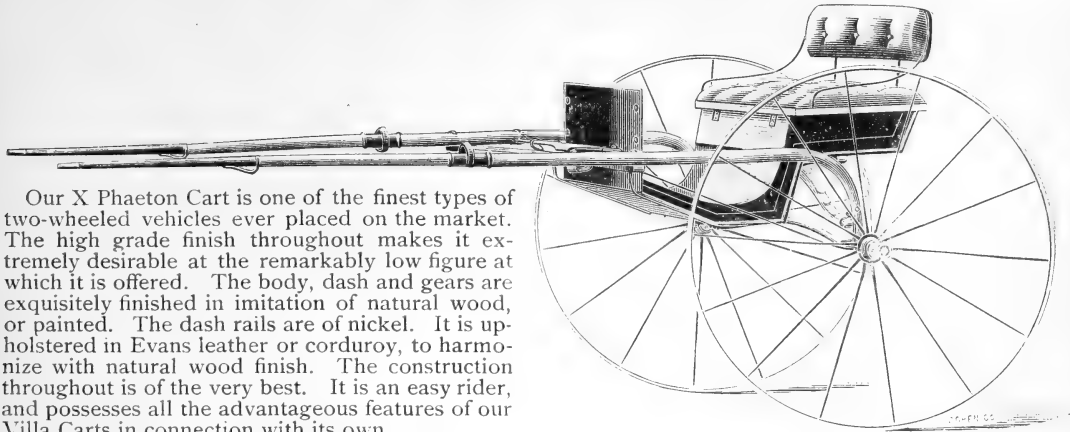 Our X Phaeton Cart is one of the finest types of
two-wheeled vehicles ever placed on the market.
The high grade finish throughout makes it ex-
tremely desirable at the remarkably low figure at
which it is offered. The body, dash and gears are
exquisitely finished in imitation of natural wood,
or painted. The dash rails are of nickel. It is up-
holstered in Evans leather or corduroy, to harmo-
nize with natural wood finish. The construction
throughout is of the very best. It is an easy rider,
and possesses all the advantageous features of our
Villa Carts in connection with its own